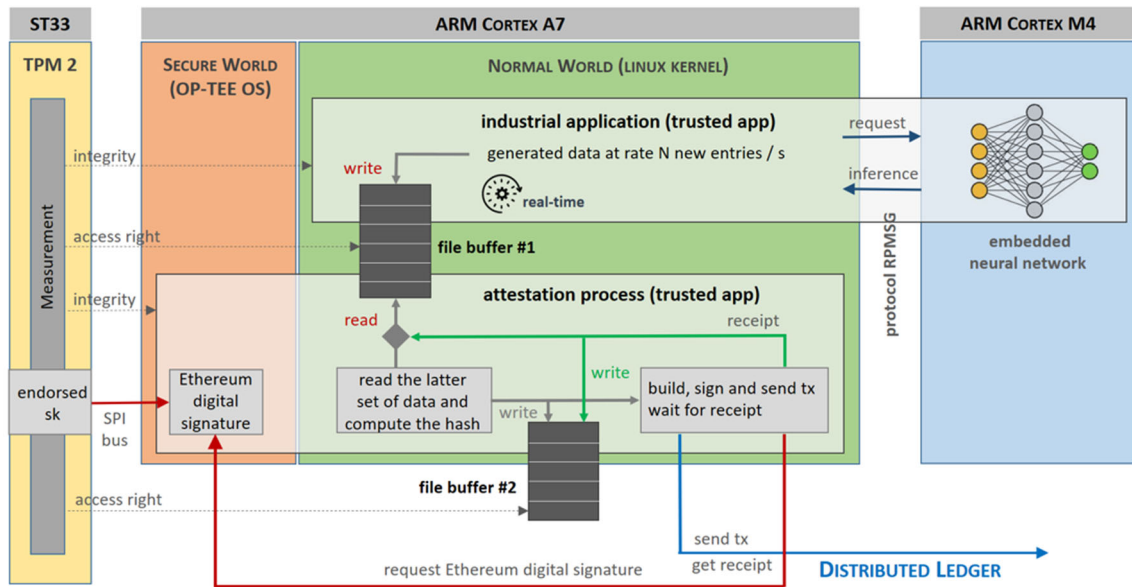 ST33
ARM CORTEX A7
ARM CORTEX M4
TPM 2
SECURE WORLD
(OP-TEE OS)
NORMAL WORLD (LINUX KERNEL)
Measurement
integrity
access right
integrity
access right
industrial application (trusted app)
generated data at rate N new entries / s
write
real-time
request
inference
protocol RPMSG
embedded
neural network
file buffer #1
attestation process (trusted app)
read
receipt
write
endorsed
sk
SPI
bus
Ethereum
digital
signature
read the latter
set of data and
compute the hash
write
build, sign and send tx
wait for receipt
file buffer #2
send tx
get receipt
request Ethereum digital signature
DISTRIBUTED LEDGER